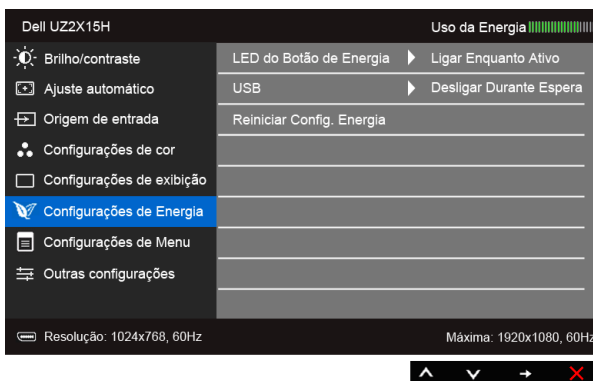 Dell UZ2X15H Uso da Energia
Brilho/contraste LED do Botão de Energia Ligar Enquanto Ativo
Ajuste automático USB Desligar Durante Espera
Origem de entrada Reiniciar Config. Energia
Configurações de cor
Configurações de exibição
Configurações de Energia
Configurações de Menu
Outras configurações
Resolução: 1024x768, 60Hz Máxima: 1920x1080, 60Hz